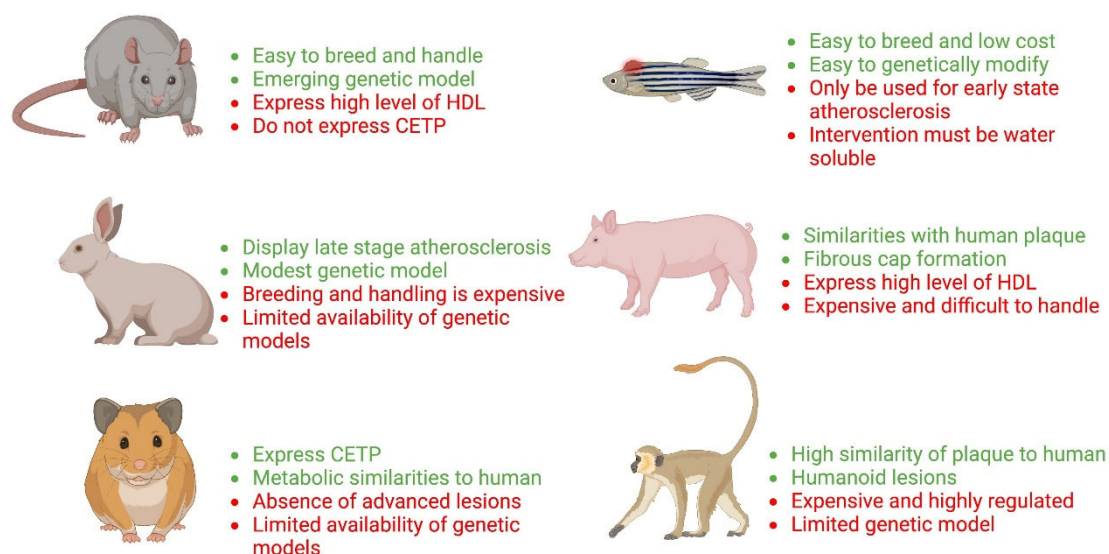 Easy to breed and handle
Emerging genetic model
Express high level of HDL
Do not express CETP
Easy to breed and low cost
Easy to genetically modify
Only be used for early state
atherosclerosis
Intervention must be water
soluble
Display late stage atherosclerosis
Modest genetic model
Breeding and handling is expensive
Limited availability of genetic
models
Similarities with human plaque
Fibrous cap formation
Express high level of HDL
Expensive and difficult to handle
Express CETP
Metabolic similarities to human
Absence of advanced lesions
Limited availability of genetic
models
High similarity of plaque to human
Humanoid lesions
Expensive and highly regulated
Limited genetic model